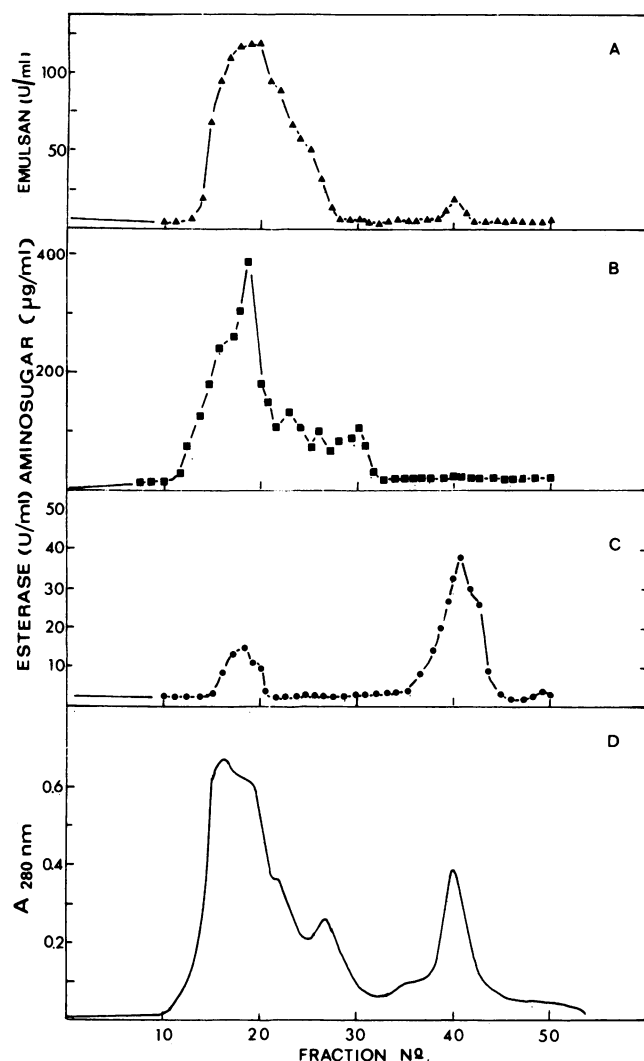 A
EMULSAN (U/ml)
100
50
B
AMINOSUGAR (µg/ml)
400
200
C
ESTERASE (U/ml)
50
40
30
20
10
D
A 280 nm
0.6
0.4
0.2
10 20 30 40 50
FRACTION Nº.